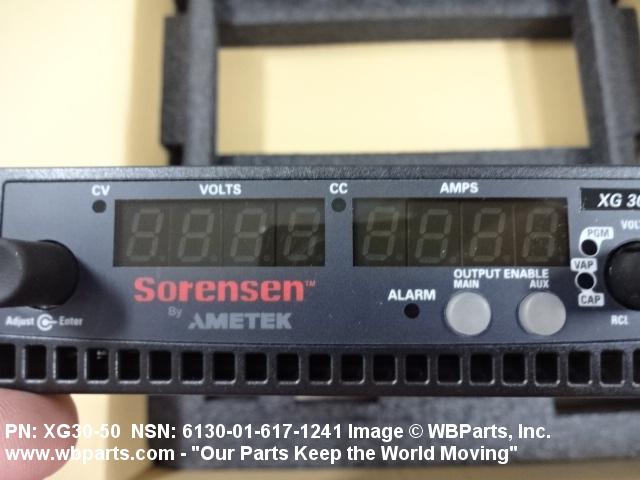 CV VOLTS CC AMPS
XG 30
VOLT
PGM
VAP
CAP
OUTPUT ENABLE
MAIN AUX
Sorensen™
By AMETEK
ALARM
Adjust Enter
RCL
PN: XG30-50 NSN: 6130-01-617-1241 Image © WBParts, Inc.
www.wbparts.com - "Our Parts Keep the World Moving"